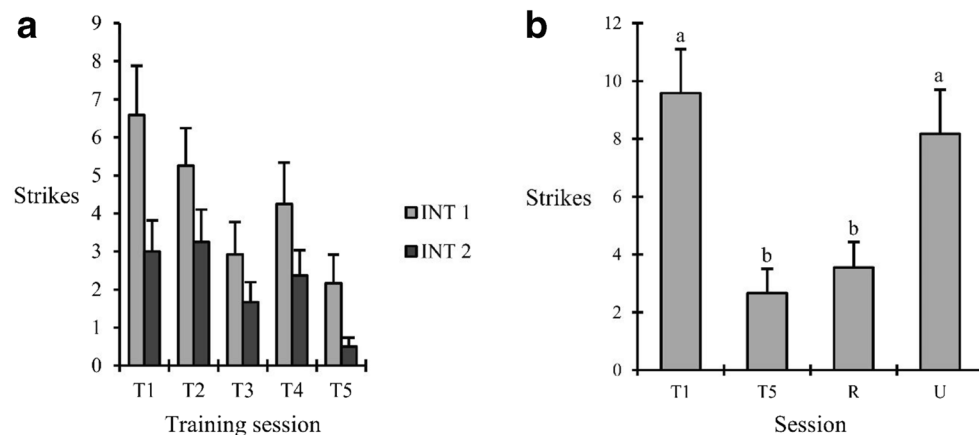 a
9
8
7
6
5
4
3
2
1
0
Strikes
T1 T2 T3 T4 T5
Training session
INT 1
INT 2
b
12
10
8
6
4
2
0
Strikes
a
b
b
a
T1 T5 R U
Session